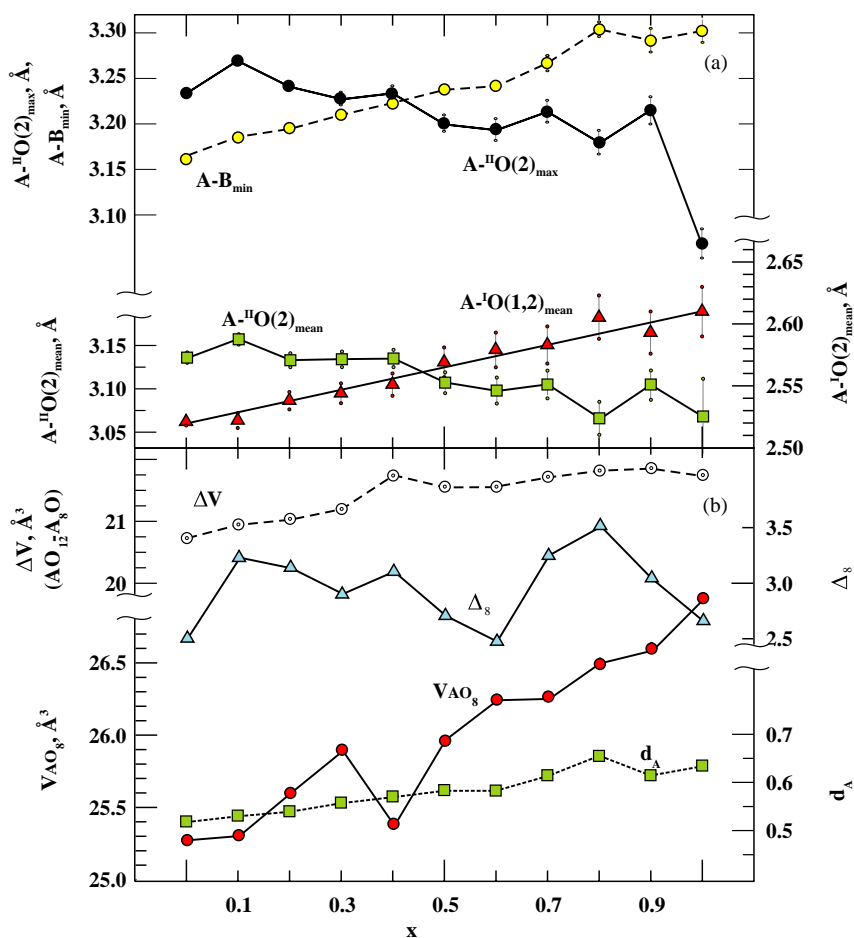 3.30
3.25
3.20
3.15
3.10
A-ᴵᴵO(2)max, Å,
A-Bmin, Å
(a)
A-Bmin
A-ᴵᴵO(2)max
2.65
2.60
2.55
2.50
A-ᴵO(2)mean, Å
A-ᴵᴵO(2)mean
A-ᴵO(1,2)mean
3.15
3.10
3.05
A-ᴵᴵO(2)mean, Å
ΔV
(b)
21
20
ΔV, Å³
(AO₁₂-A₈O)
Δ₈
3.5
3.0
2.5
Δ₈
26.5
26.0
25.5
25.0
VAO₈, Å³
VAO₈
dA
0.7
0.6
0.5
dA
0.1 0.3 0.5 0.7 0.9
x